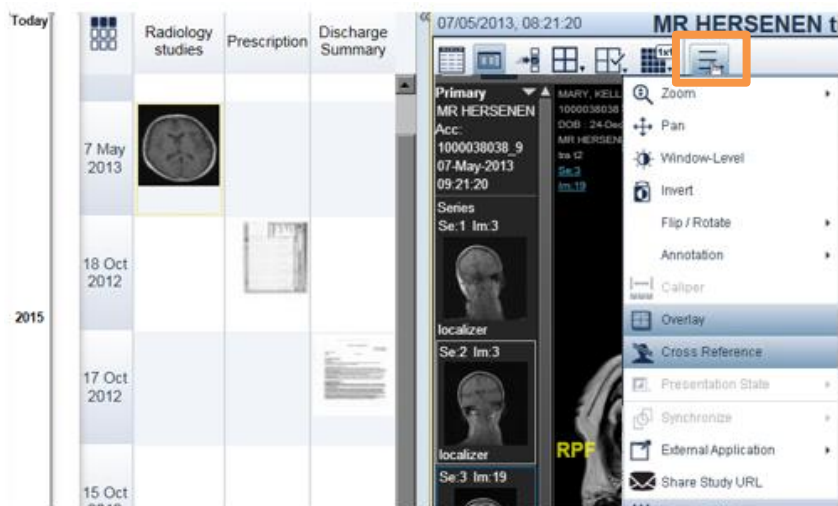 Today
Radiology
studies
Prescription
Discharge
Summary
7 May
2013
18 Oct
2012
2015
17 Oct
2012
15 Oct
07/05/2013, 08:21:20
MR HERSENEN t
1x1
Primary
MR HERSENEN
Acc:
1000038038_9
07-May-2013
09:21:20
Series
Se:1 Im:3
localizer
Se:2 Im:3
localizer
Se:3 Im:19
MARY, KELL
1000038038
DOB : 24-Dec
MR HERSEN
tra t2
Se:3
Im:19
RPF
Zoom
Pan
Window-Level
Invert
Flip / Rotate
Annotation
Caliper
Overlay
Cross Reference
Presentation State
Synchronize
External Application
Share Study URL